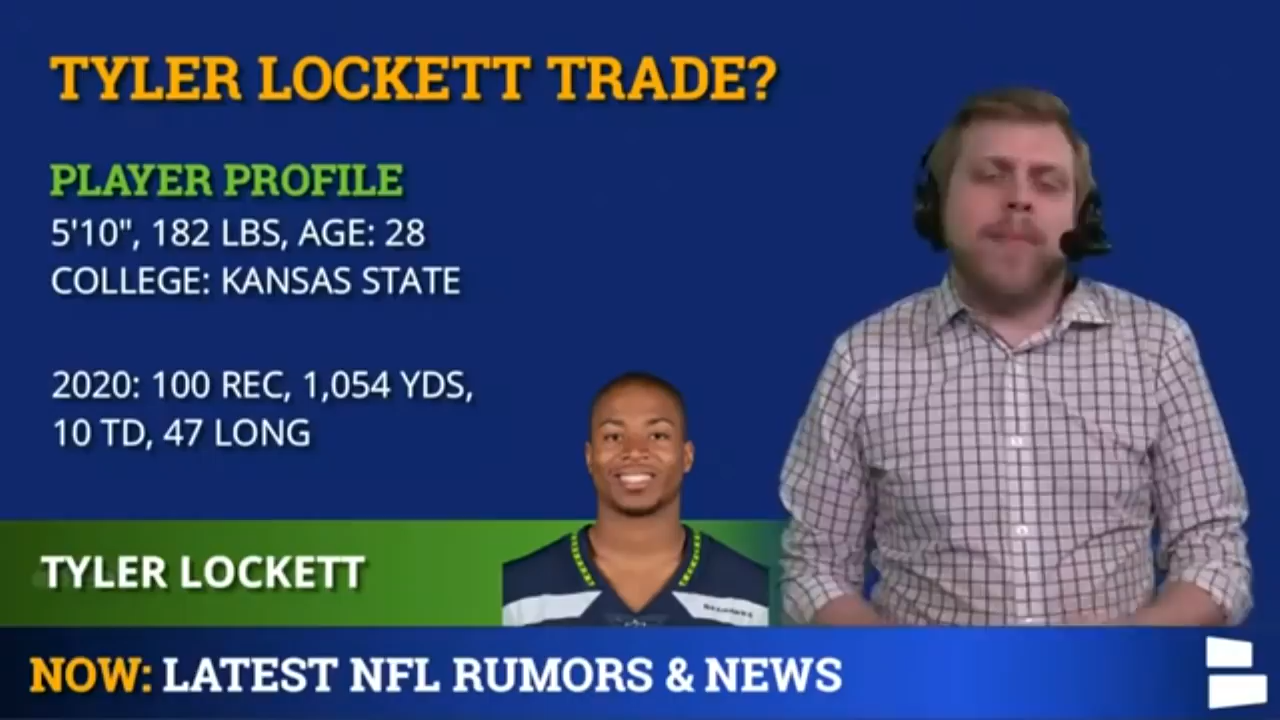 TYLER LOCKETT TRADE?
PLAYER PROFILE
5'10", 182 LBS, AGE: 28
COLLEGE: KANSAS STATE
2020: 100 REC, 1,054 YDS,
10 TD, 47 LONG
TYLER LOCKETT
NOW: LATEST NFL RUMORS & NEWS